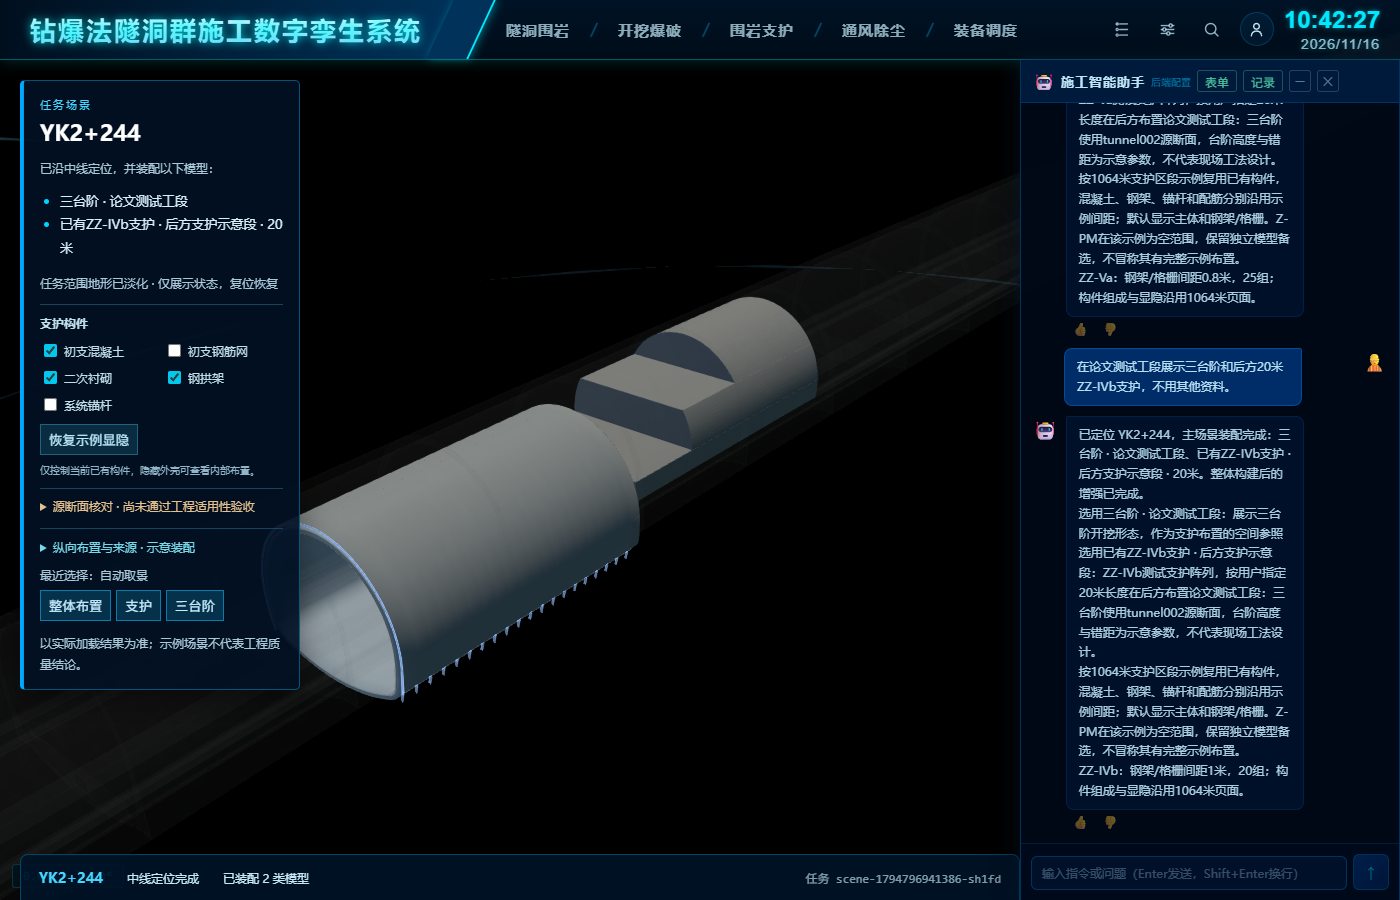 钻爆法隧洞群施工数字孪生系统
隧洞围岩 / 开挖爆破 / 围岩支护 / 通风除尘 / 装备调度
10:42:27
2026/11/16
任务场景
YK2+244
已沿中线定位，并装配以下模型：
三台阶 · 论文测试工段
已有ZZ-IVb支护 · 后方支护示意段 · 20
米
任务范围地形已淡化 · 仅展示状态，复位恢复
支护构件
初支混凝土 初支钢筋网
二次衬砌 钢拱架
系统锚杆
恢复示例显隐
仅控制当前已有构件，隐藏外壳可查看内部布置。
源断面核对 · 尚未通过工程适用性验收
纵向布置与来源 · 示意装配
最近选择：自动取景
整体布置 支护 三台阶
以实际加载结果为准；示例场景不代表工程质
量结论。
YK2+244 中线定位完成 已装配 2 类模型
任务 scene-1794796941386-sh1fd
施工智能助手 后端配置 表单 记录
长度在后方布置论文测试工段：三台阶
使用tunnel002源断面，台阶高度与错
距为示意参数，不代表现场工法设计。
按1064米支护区段示例复用已有构件，
混凝土、钢架、锚杆和配筋分别沿用示
例间距；默认显示主体和钢架/格栅。Z-
PM在该示例为空范围，保留独立模型备
选，不冒称其有完整示例布置。
ZZ-Va：钢架/格栅间距0.8米，25组；
构件组成与显隐沿用1064米页面。
在论文测试工段展示三台阶和后方20米
ZZ-IVb支护，不用其他资料。
已定位 YK2+244，主场景装配完成：三
台阶 · 论文测试工段、已有ZZ-IVb支护 ·
后方支护示意段 · 20米。整体构建后的
增强已完成。
选用三台阶 · 论文测试工段：展示三台
阶开挖形态，作为支护布置的空间参照
选用已有ZZ-IVb支护 · 后方支护示意
段：ZZ-IVb测试支护阵列，按用户指定
20米长度在后方布置论文测试工段：三
台阶使用tunnel002源断面，台阶高度
与错距为示意参数，不代表现场工法设
计。
按1064米支护区段示例复用已有构件，
混凝土、钢架、锚杆和配筋分别沿用示
例间距；默认显示主体和钢架/格栅。Z-
PM在该示例为空范围，保留独立模型备
选，不冒称其有完整示例布置。
ZZ-IVb：钢架/格栅间距1米，20组；构
件组成与显隐沿用1064米页面。
输入指令或问题（Enter发送，Shift+Enter换行）